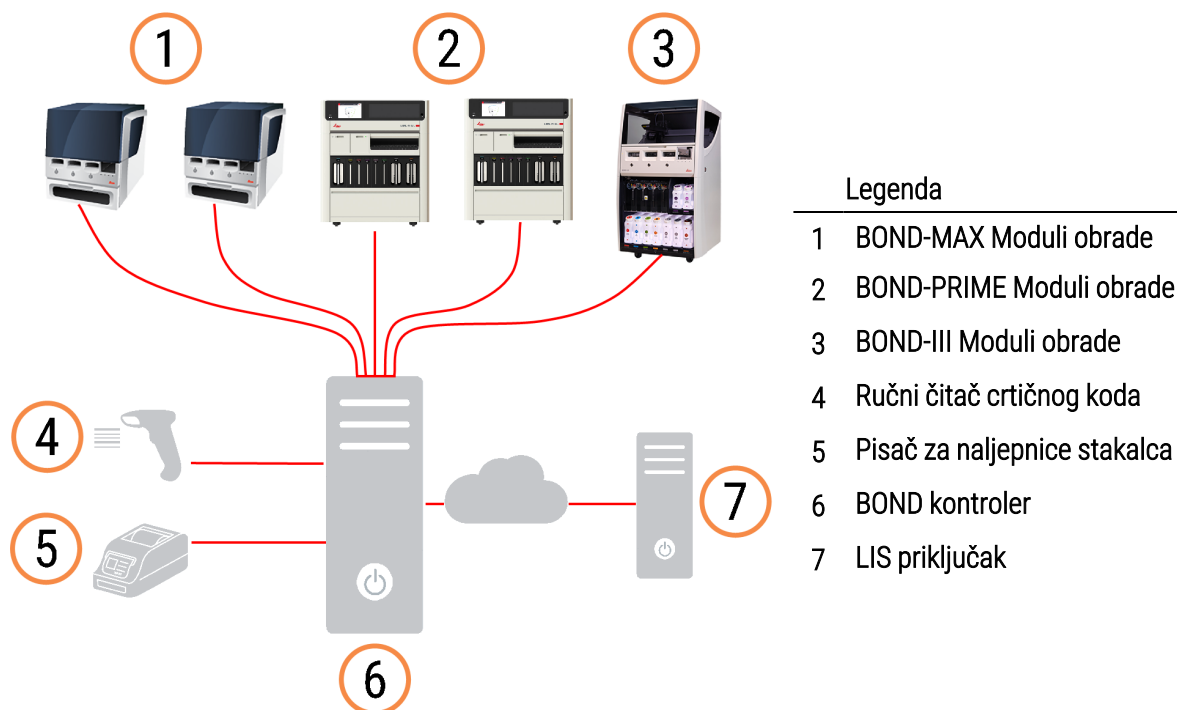 1
2
3
4
5
6
7
Legenda
1 BOND-MAX Moduli obrade
2 BOND-PRIME Moduli obrade
3 BOND-III Moduli obrade
4 Ručni čitač crtičnog koda
5 Pisač za naljepnice stakalca
6 BOND kontroler
7 LIS priključak